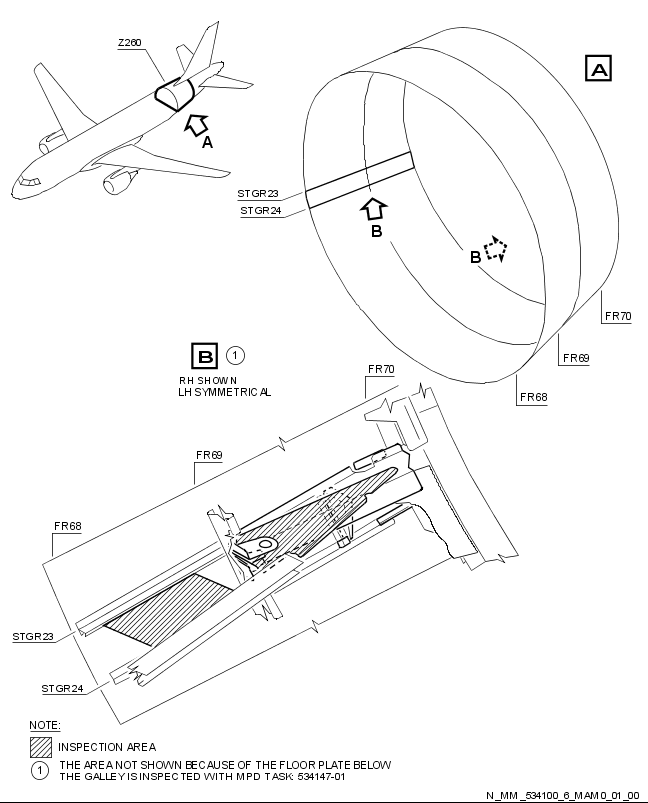 Z260
A
A
STGR23
STGR24
B
B
FR70
FR69
FR68
B 1
RH SHOWN
LH SYMMETRICAL
FR70
FR69
FR68
STGR23
STGR24
NOTE:
INSPECTION AREA
1 THE AREA NOT SHOWN BECAUSE OF THE FLOOR PLATE BELOW
THE GALLEY IS INSPECTED WITH MPD TASK: 534147-01
N_MM_534100_6_MAM0_01_00